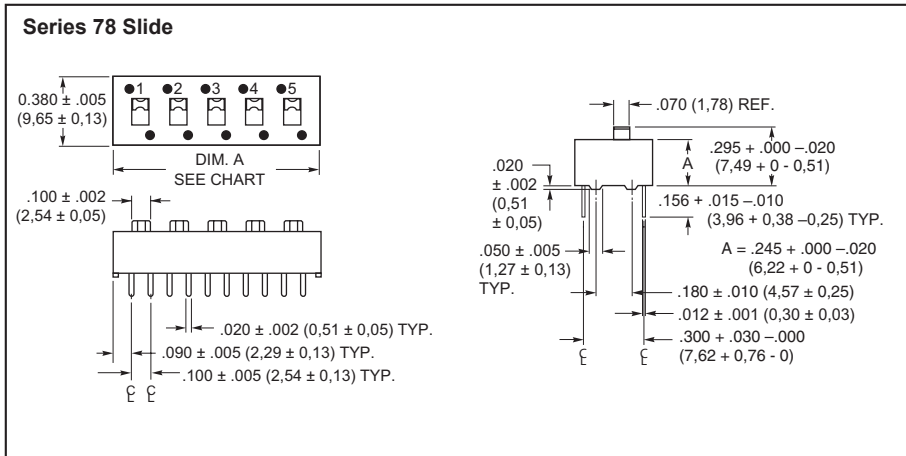 Series 78 Slide
1 2 3 4 5
0.380 ± .005
(9,65 ± 0,13)
DIM. A
SEE CHART
.100 ± .002
(2,54 ± 0,05)
.020 ± .002 (0,51 ± 0,05) TYP.
.090 ± .005 (2,29 ± 0,13) TYP.
.100 ± .005 (2,54 ± 0,13) TYP.
CL CL
.070 (1,78) REF.
.020
± .002
(0,51
± 0,05)
A
.295 + .000 –.020
(7,49 + 0 - 0,51)
.156 + .015 –.010
(3,96 + 0,38 –0,25) TYP.
.050 ± .005
(1,27 ± 0,13)
TYP.
A = .245 + .000 –.020
(6,22 + 0 - 0,51)
.180 ± .010 (4,57 ± 0,25)
.012 ± .001 (0,30 ± 0,03)
.300 + .030 –.000
(7,62 + 0,76 - 0)
CL CL